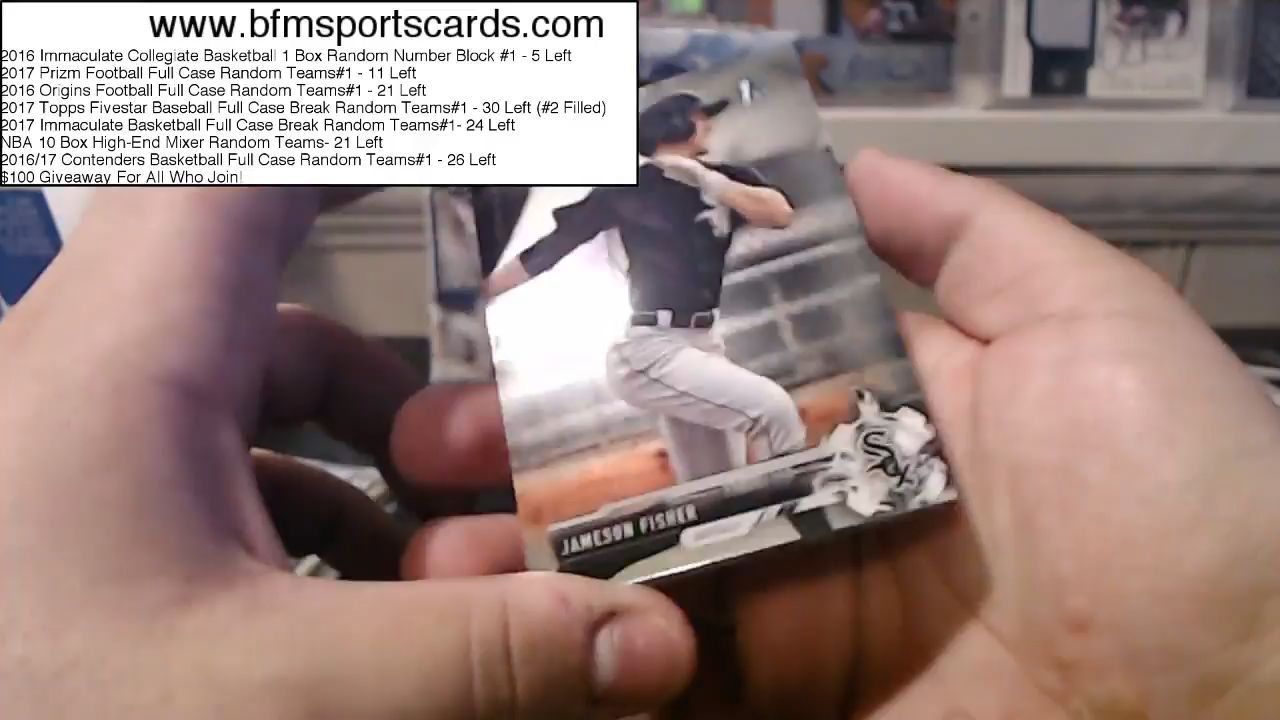 www.bfmsportscards.com
2016 Immaculate Collegiate Basketball 1 Box Random Number Block #1 - 5 Left
2017 Prizm Football Full Case Random Teams#1 - 11 Left
2016 Origins Football Full Case Random Teams#1 - 21 Left
2017 Topps Fivestar Baseball Full Case Break Random Teams#1 - 30 Left (#2 Filled)
2017 Immaculate Basketball Full Case Break Random Teams#1- 24 Left
NBA 10 Box High-End Mixer Random Teams- 21 Left
2016/17 Contenders Basketball Full Case Random Teams#1 - 26 Left
$100 Giveaway For All Who Join!
SOX
JAMESON FISHER